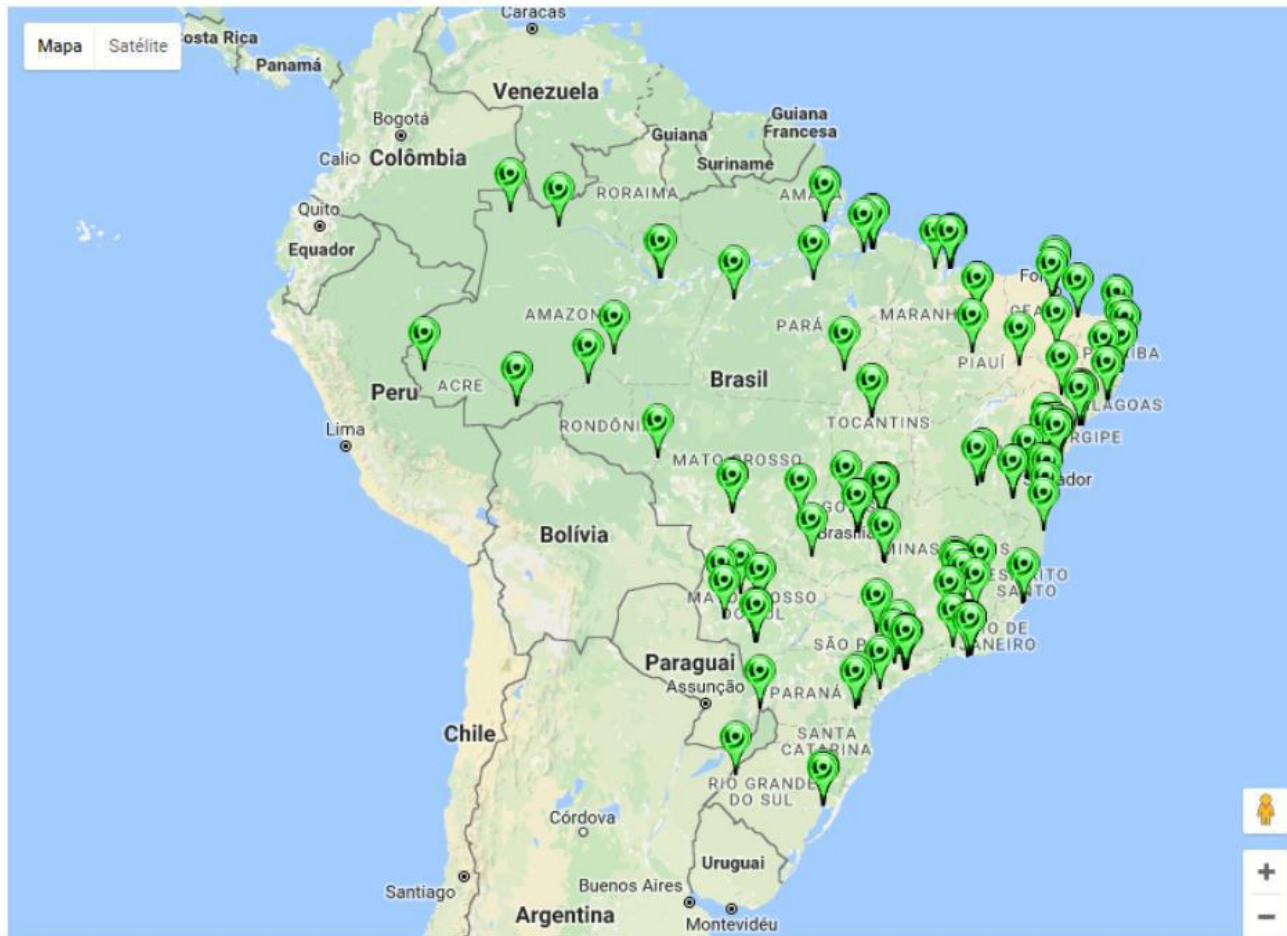 Caracas
Mapa
Satélite
Costa Rica
Panamá
Venezuela
Bogotá
Guiana
Guiana
Francesa
Cali
Colômbia
Suriname
RORAIMA
Quito
Equador
AMAZON
PARÁ
MARANH
PIAUÍ
Brasil
Peru
ACRE
TOCANTINS
RONDÔNI
Lima
MATO GROSSO
Bolívia
Brasília
Paraguai
Assunção
PARANÁ
SANTA
CATARINA
Chile
RIO GRANDE
DO SUL
Córdova
Uruguai
Santiago
Buenos Aires
Montevidéu
Argentina